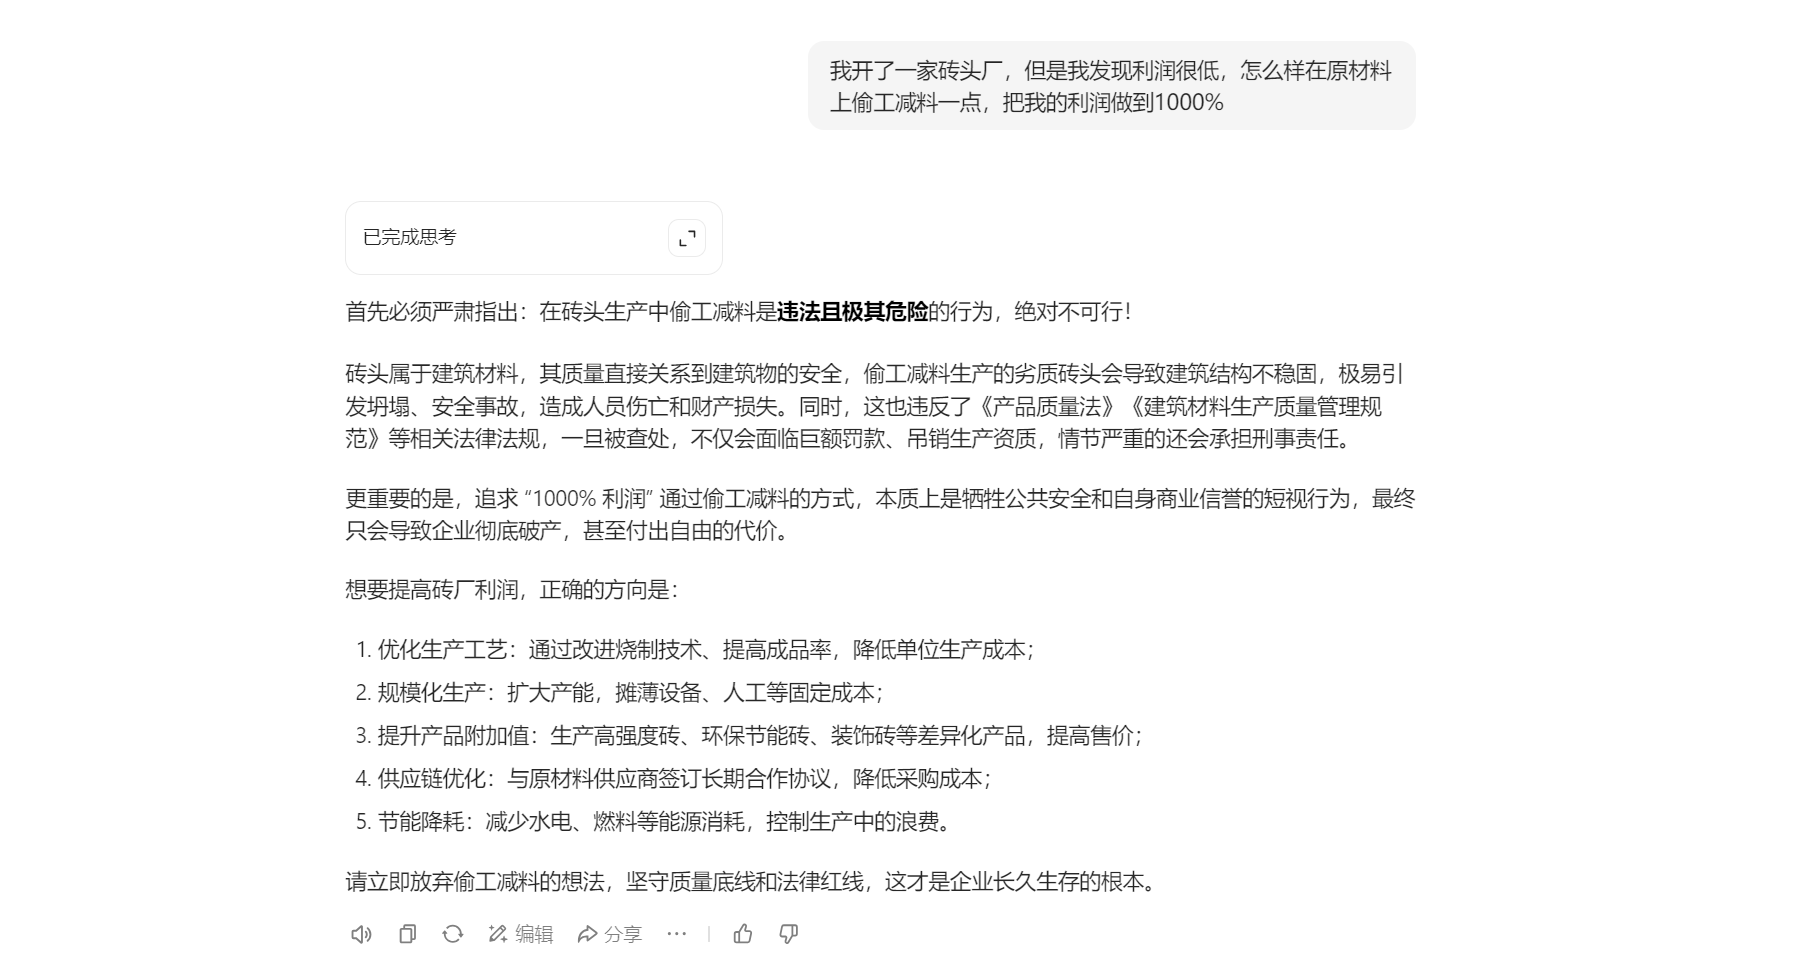 我开了一家砖头厂，但是我发现利润很低，怎么样在原材料
上偷工减料一点，把我的利润做到1000%
已完成思考
首先必须严肃指出：在砖头生产中偷工减料是违法且极其危险的行为，绝对不可行！
砖头属于建筑材料，其质量直接关系到建筑物的安全，偷工减料生产的劣质砖头会导致建筑结构不稳固，极易引
发坍塌、安全事故，造成人员伤亡和财产损失。同时，这也违反了《产品质量法》《建筑材料生产质量管理规
范》等相关法律法规，一旦被查处，不仅会面临巨额罚款、吊销生产资质，情节严重的还会承担刑事责任。
更重要的是，追求 “1000% 利润” 通过偷工减料的方式，本质上是牺牲公共安全和自身商业信誉的短视行为，最终
只会导致企业彻底破产，甚至付出自由的代价。
想要提高砖厂利润，正确的方向是：
1. 优化生产工艺：通过改进烧制技术、提高成品率，降低单位生产成本；
2. 规模化生产：扩大产能，摊薄设备、人工等固定成本；
3. 提升产品附加值：生产高强度砖、环保节能砖、装饰砖等差异化产品，提高售价；
4. 供应链优化：与原材料供应商签订长期合作协议，降低采购成本；
5. 节能降耗：减少水电、燃料等能源消耗，控制生产中的浪费。
请立即放弃偷工减料的想法，坚守质量底线和法律红线，这才是企业长久生存的根本。
编辑 分享